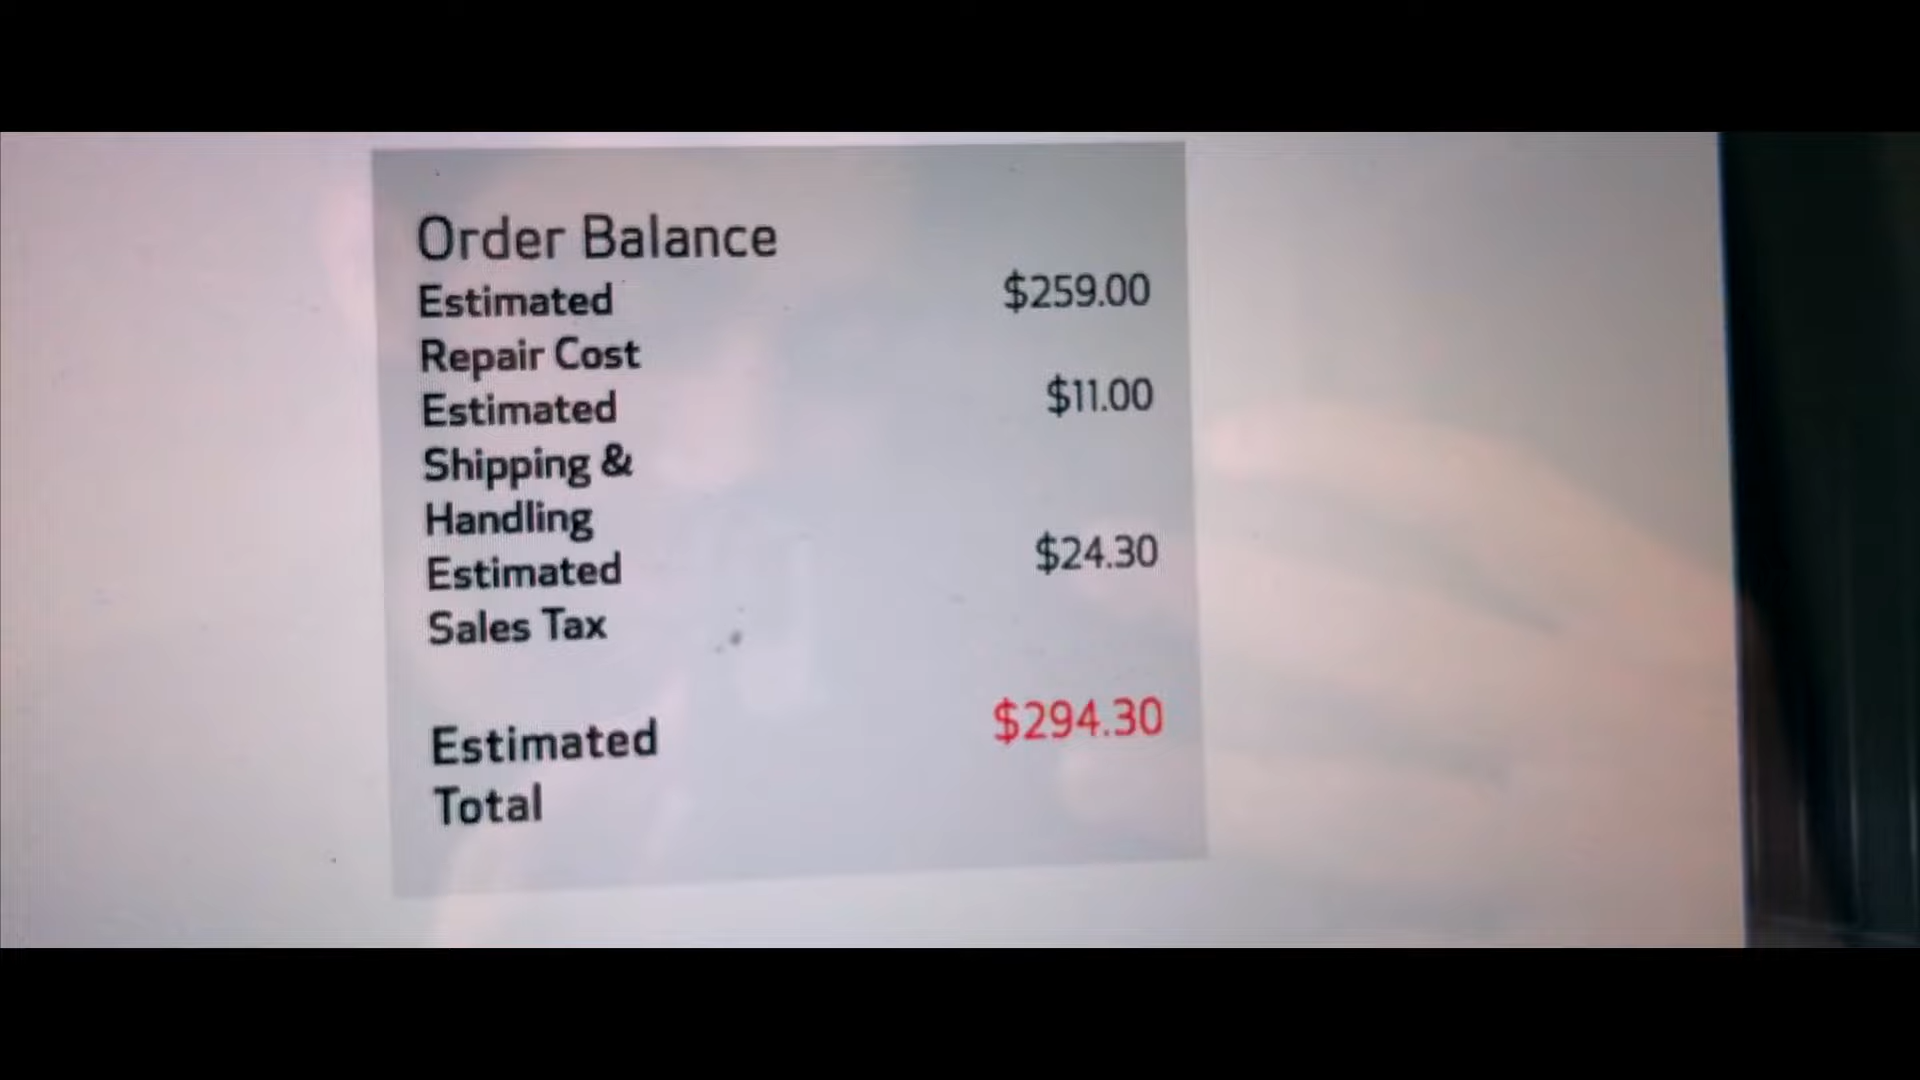 Order Balance
Estimated $259.00
Repair Cost
Estimated $11.00
Shipping &
Handling
Estimated $24.30
Sales Tax
Estimated $294.30
Total